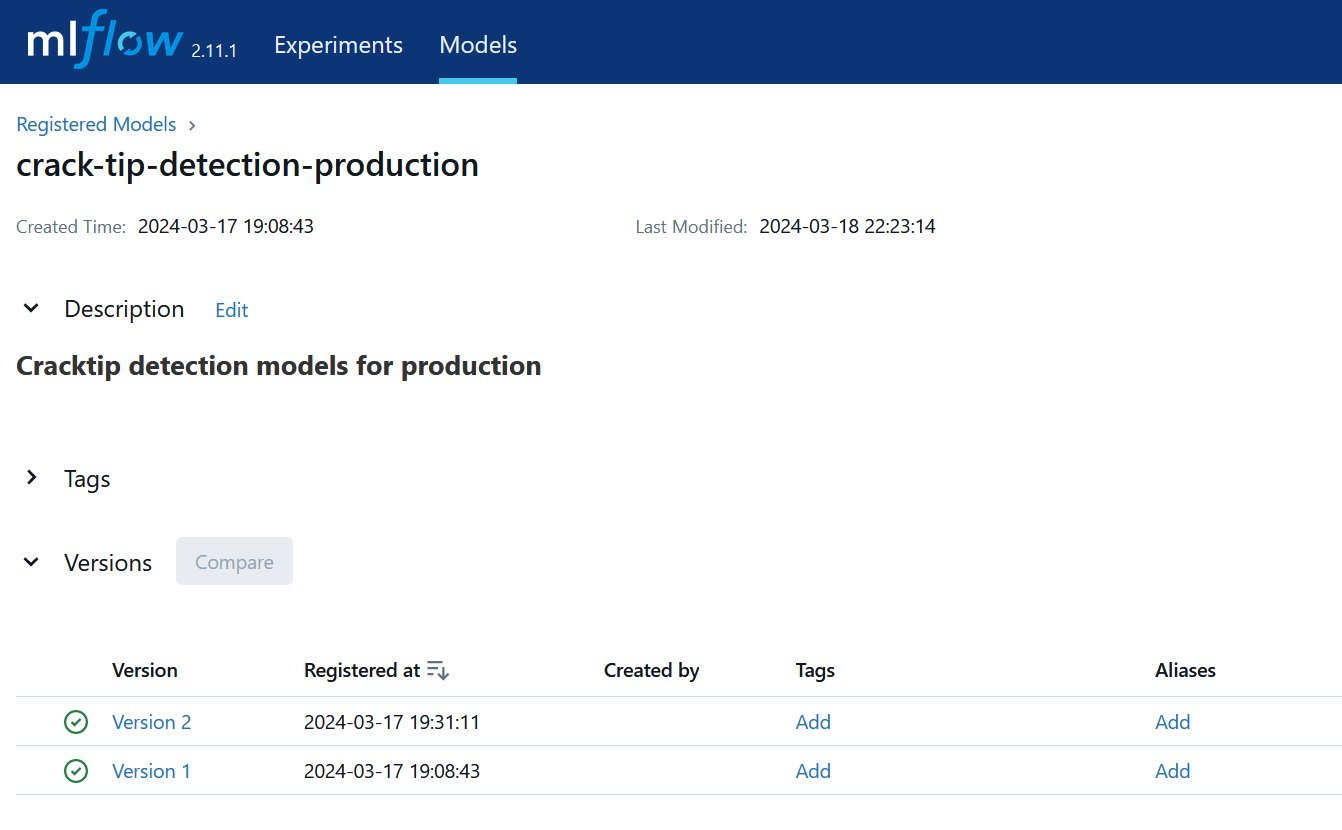 mlflow 2.11.1 Experiments Models
Registered Models
crack-tip-detection-production
Created Time: 2024-03-17 19:08:43 Last Modified: 2024-03-18 22:23:14
Description Edit
Cracktip detection models for production
Tags
Versions Compare
Version Registered at Created by Tags Aliases
Version 2 2024-03-17 19:31:11 Add Add
Version 1 2024-03-17 19:08:43 Add Add